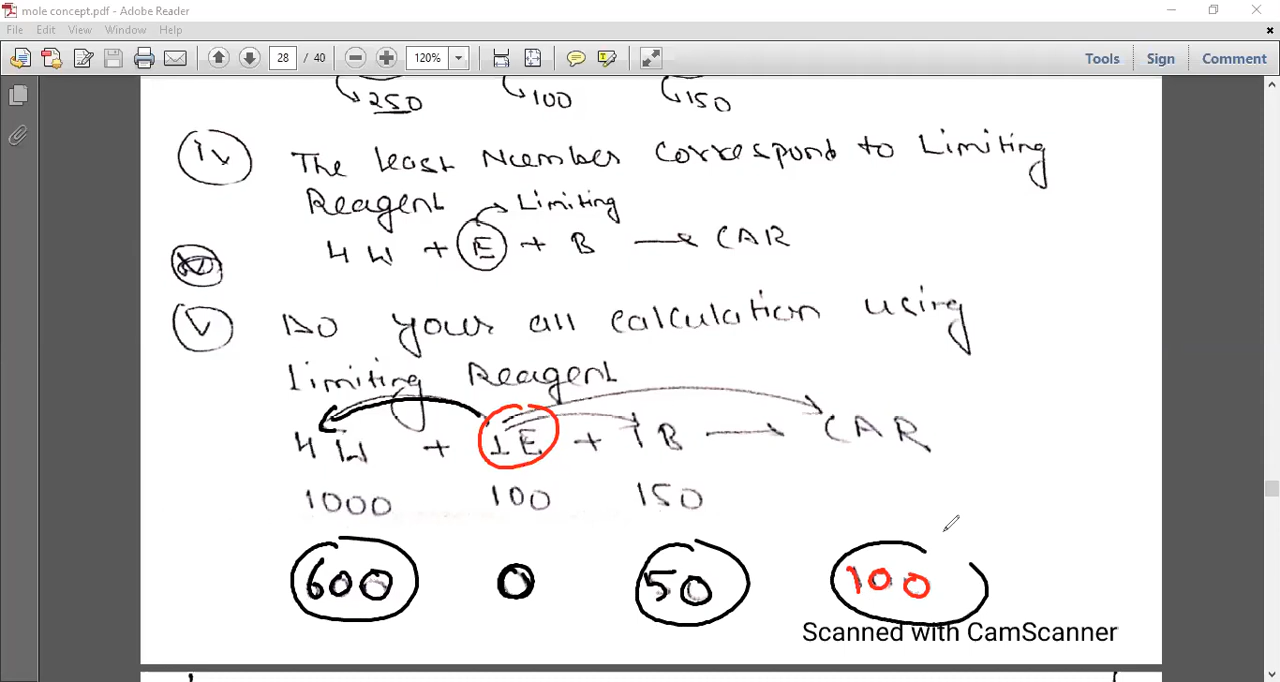 mole concept.pdf - Adobe Reader
File Edit View Window Help
28 / 40 120% Tools Sign Comment
250 100 150
iv The least Number correspond to Limiting
Reagent Limiting
4 W + E + B → CAR
v Do your all calculation using
limiting Reagent
4 W + 1E + 1B → CAR
1000 100 150
600 0 50 100
Scanned with CamScanner